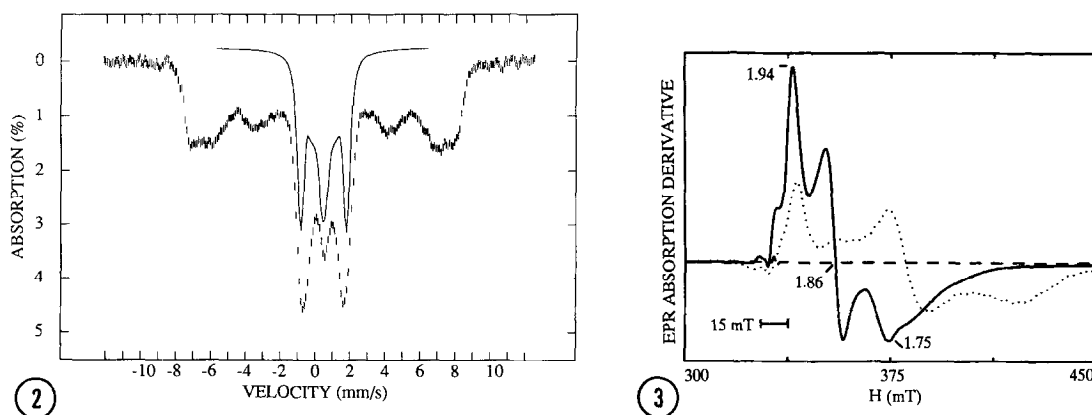 ABSORPTION (%)
0
1
2
3
4
5
-10 -8 -6 -4 -2 0 2 4 6 8 10
VELOCITY (mm/s)
2
EPR ABSORPTION DERIVATIVE
1.94
1.86
15 mT
1.75
300 375 450
H (mT)
3